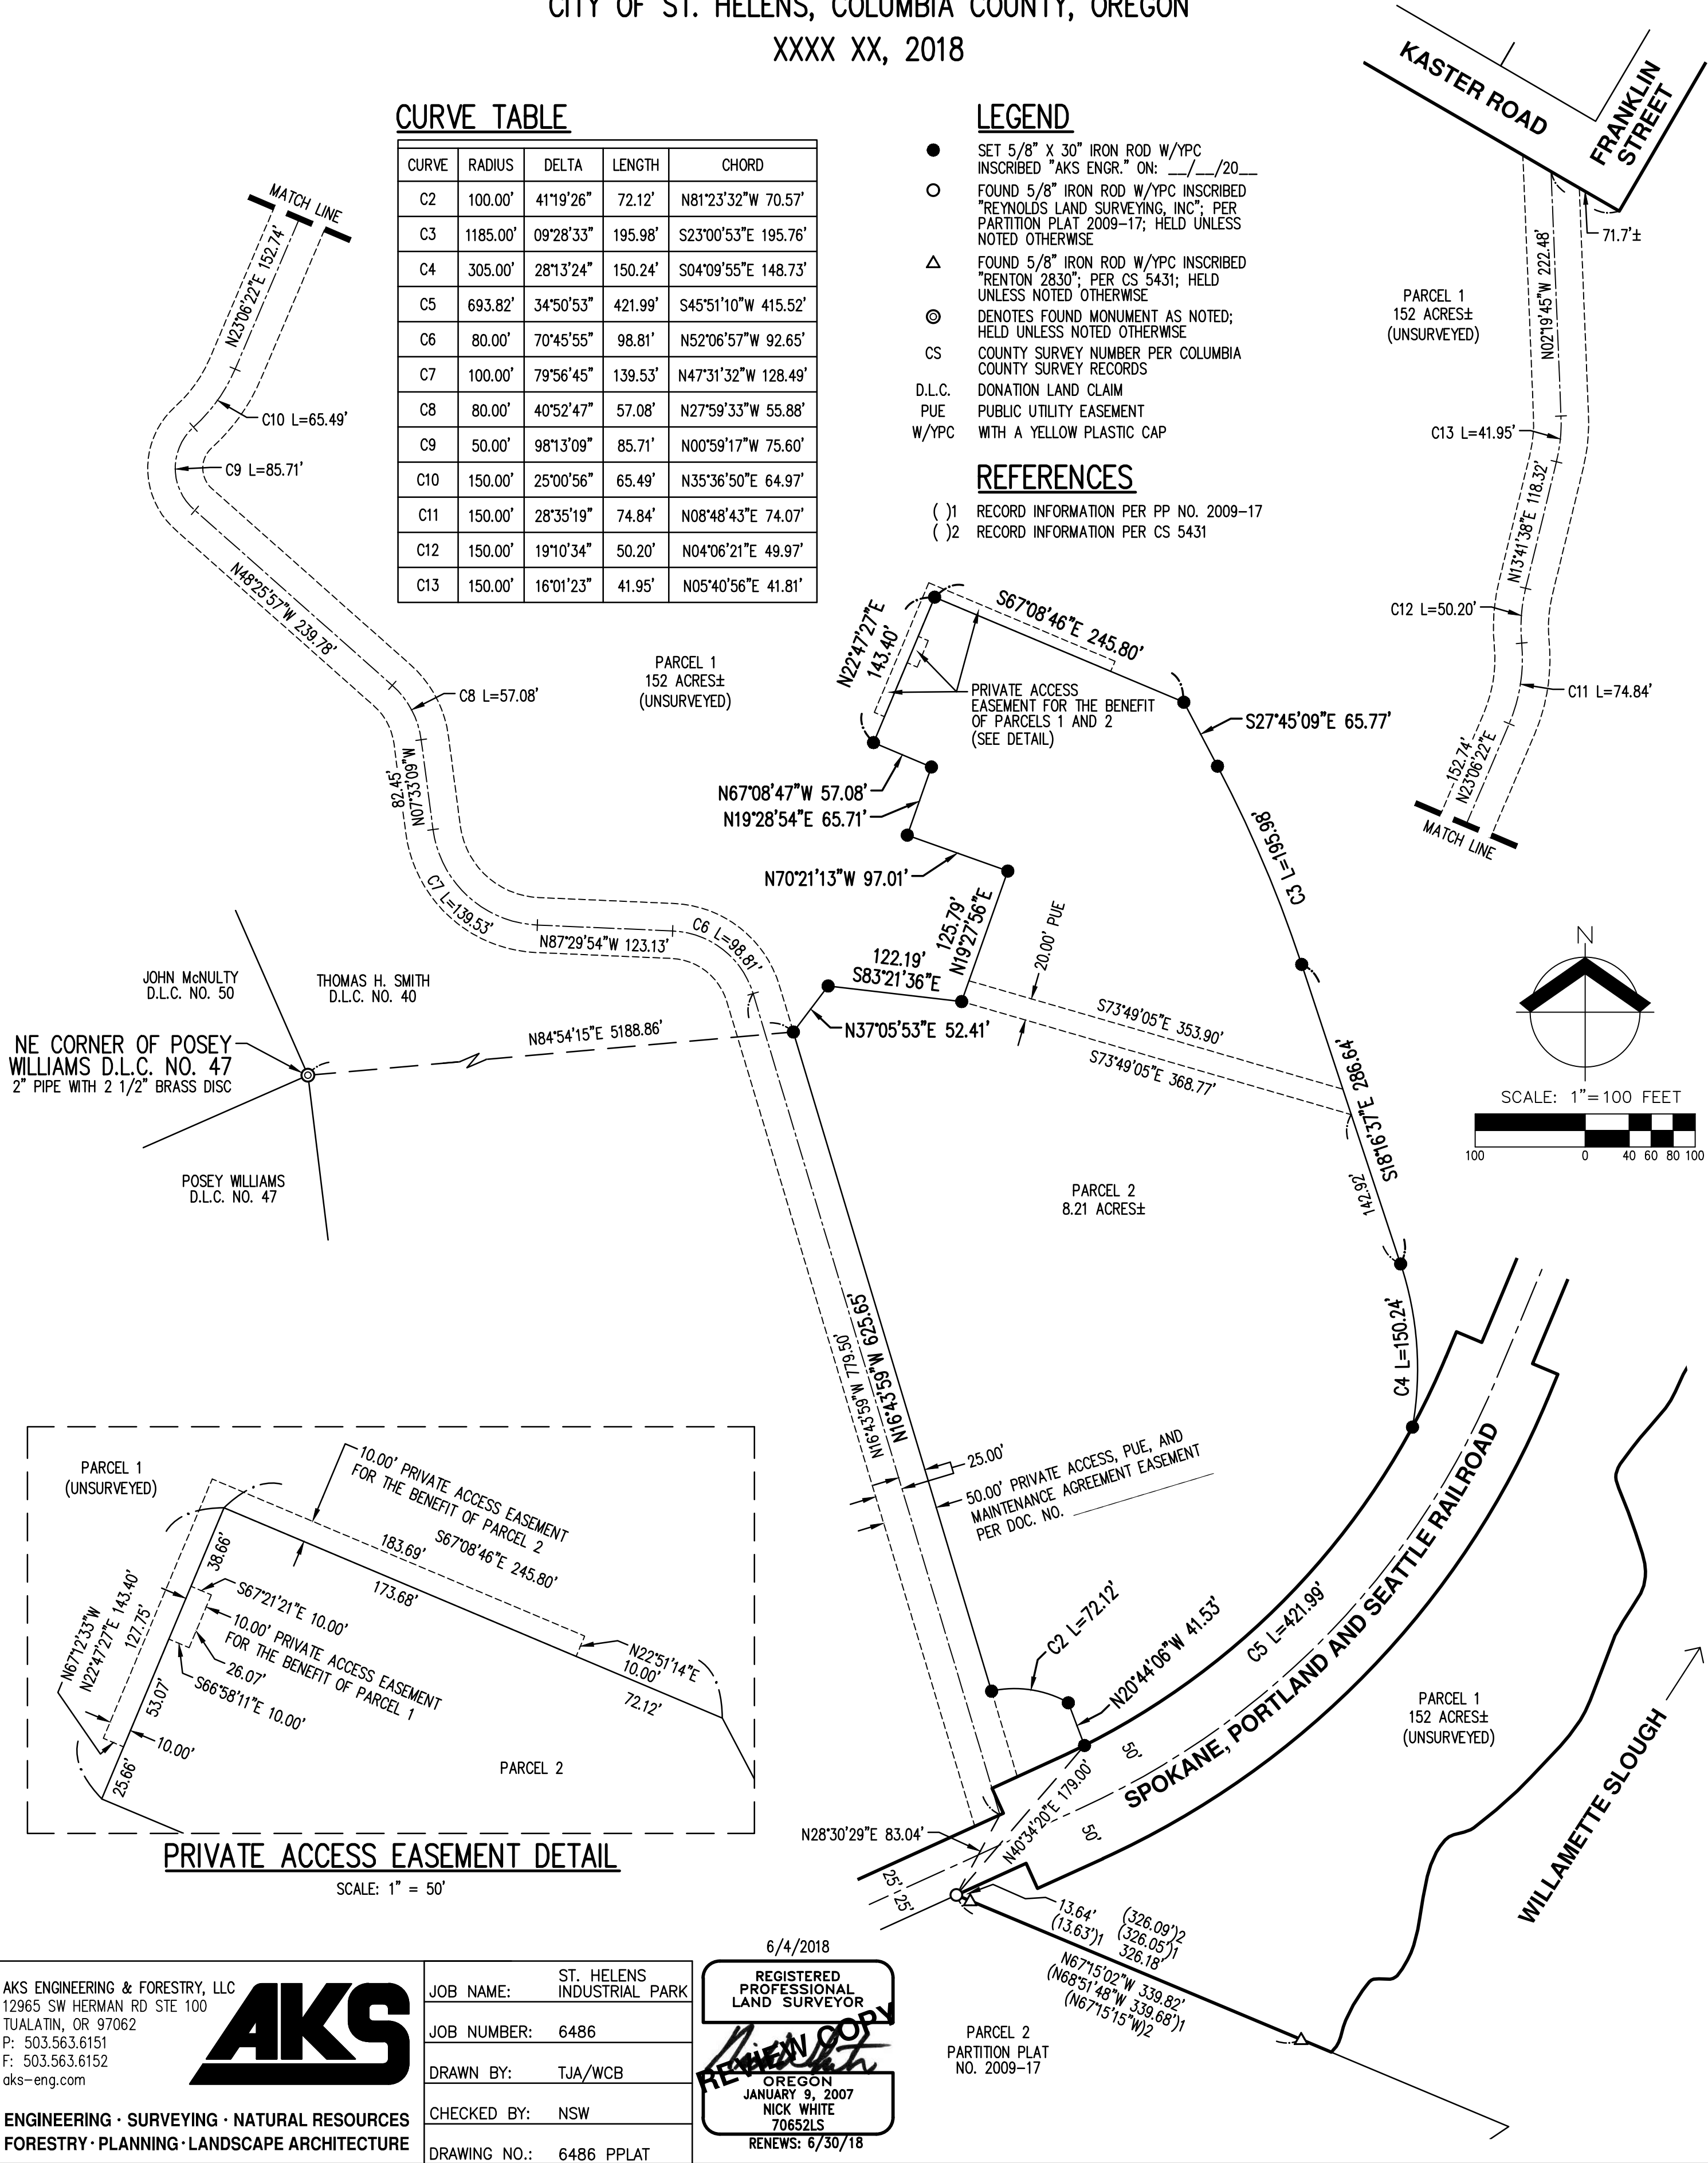 CITY OF ST. HELENS, COLUMBIA COUNTY, OREGON
XXXX XX, 2018
KASTER ROAD
FRANKLIN
STREET
71.7'±
CURVE TABLE
CURVE RADIUS DELTA LENGTH CHORD
C2 100.00' 41°19'26" 72.12' N81°23'32"W 70.57'
C3 1185.00' 09°28'33" 195.98' S23°00'53"E 195.76'
C4 305.00' 28°13'24" 150.24' S04°09'55"E 148.73'
C5 693.82' 34°50'53" 421.99' S45°51'10"W 415.52'
C6 80.00' 70°45'55" 98.81' N52°06'57"W 92.65'
C7 100.00' 79°56'45" 139.53' N47°31'32"W 128.49'
C8 80.00' 40°52'47" 57.08' N27°59'33"W 55.88'
C9 50.00' 98°13'09" 85.71' N00°59'17"W 75.60'
C10 150.00' 25°00'56" 65.49' N35°36'50"E 64.97'
C11 150.00' 28°35'19" 74.84' N08°48'43"E 74.07'
C12 150.00' 19°10'34" 50.20' N04°06'21"E 49.97'
C13 150.00' 16°01'23" 41.95' N05°40'56"E 41.81'
LEGEND
SET 5/8" X 30" IRON ROD W/YPC
INSCRIBED "AKS ENGR." ON: __/__/20__
FOUND 5/8" IRON ROD W/YPC INSCRIBED
"REYNOLDS LAND SURVEYING, INC"; PER
PARTITION PLAT 2009-17; HELD UNLESS
NOTED OTHERWISE
FOUND 5/8" IRON ROD W/YPC INSCRIBED
"RENTON 2830"; PER CS 5431; HELD
UNLESS NOTED OTHERWISE
DENOTES FOUND MONUMENT AS NOTED;
HELD UNLESS NOTED OTHERWISE
CS COUNTY SURVEY NUMBER PER COLUMBIA
COUNTY SURVEY RECORDS
D.L.C. DONATION LAND CLAIM
PUE PUBLIC UTILITY EASEMENT
W/YPC WITH A YELLOW PLASTIC CAP
REFERENCES
( )1 RECORD INFORMATION PER PP NO. 2009-17
( )2 RECORD INFORMATION PER CS 5431
MATCH LINE
N23°06'22"E 152.74'
C10 L=65.49'
C9 L=85.71'
N48°25'57"W 239.78'
C8 L=57.08'
82.45'
N07°33'09"W
C7 L=139.53'
N87°29'54"W 123.13'
C6 L=98.81'
PARCEL 1
152 ACRES±
(UNSURVEYED)
PARCEL 1
152 ACRES±
(UNSURVEYED)
N02°19'45"W 222.48'
C13 L=41.95'
N13°41'38"E 118.32'
C12 L=50.20'
C11 L=74.84'
152.74'
N23°06'22"E
MATCH LINE
N22°47'27"E
143.40'
S67°08'46"E 245.80'
PRIVATE ACCESS
EASEMENT FOR THE BENEFIT
OF PARCELS 1 AND 2
(SEE DETAIL)
S27°45'09"E 65.77'
N67°08'47"W 57.08'
N19°28'54"E 65.71'
N70°21'13"W 97.01'
C3 L=195.98'
125.79'
N19°27'56"E
20.00' PUE
122.19'
S83°21'36"E
N37°05'53"E 52.41'
S73°49'05"E 353.90'
S73°49'05"E 368.77'
S18°16'37"E 286.64'
142.92'
N
SCALE: 1"=100 FEET
100 0 40 60 80 100
JOHN McNULTY
D.L.C. NO. 50
THOMAS H. SMITH
D.L.C. NO. 40
NE CORNER OF POSEY
WILLIAMS D.L.C. NO. 47
2" PIPE WITH 2 1/2" BRASS DISC
N84°54'15"E 5188.86'
POSEY WILLIAMS
D.L.C. NO. 47
PARCEL 2
8.21 ACRES±
C4 L=150.24'
N16°43'59"W 625.65'
N16°43'59"W 779.50'
25.00'
50.00' PRIVATE ACCESS, PUE, AND
MAINTENANCE AGREEMENT EASEMENT
PER DOC. NO.
C2 L=72.12'
N20°44'06"W 41.53'
C5 L=421.99'
SPOKANE, PORTLAND AND SEATTLE RAILROAD
50'
50'
N40°34'20"E 179.00'
N28°30'29"E 83.04'
25'
25'
PARCEL 1
152 ACRES±
(UNSURVEYED)
WILLAMETTE SLOUGH
13.64' (326.09')2
(13.63')1 (326.05')1
326.18'
N67°15'02"W 339.82'
(N68°51'48"W 339.68')1
(N67°15'15"W)2
PARCEL 2
PARTITION PLAT
NO. 2009-17
PARCEL 1
(UNSURVEYED)
10.00' PRIVATE ACCESS EASEMENT
FOR THE BENEFIT OF PARCEL 2
183.69'
S67°08'46"E 245.80'
173.68'
38.66'
S67°21'21"E 10.00'
10.00' PRIVATE ACCESS EASEMENT
FOR THE BENEFIT OF PARCEL 1
26.07'
S66°58'11"E 10.00'
N67°12'33"W
N22°47'27"E 143.40'
127.75'
53.07'
10.00'
25.66'
N22°51'14"E
10.00'
72.12'
PARCEL 2
PRIVATE ACCESS EASEMENT DETAIL
SCALE: 1" = 50'
AKS ENGINEERING & FORESTRY, LLC
12965 SW HERMAN RD STE 100
TUALATIN, OR 97062
P: 503.563.6151
F: 503.563.6152
aks-eng.com
AKS
ENGINEERING · SURVEYING · NATURAL RESOURCES
FORESTRY · PLANNING · LANDSCAPE ARCHITECTURE
JOB NAME: ST. HELENS
INDUSTRIAL PARK
JOB NUMBER: 6486
DRAWN BY: TJA/WCB
CHECKED BY: NSW
DRAWING NO.: 6486 PPLAT
6/4/2018
REGISTERED
PROFESSIONAL
LAND SURVEYOR
REVIEW COPY
OREGON
JANUARY 9, 2007
NICK WHITE
70652LS
RENEWS: 6/30/18